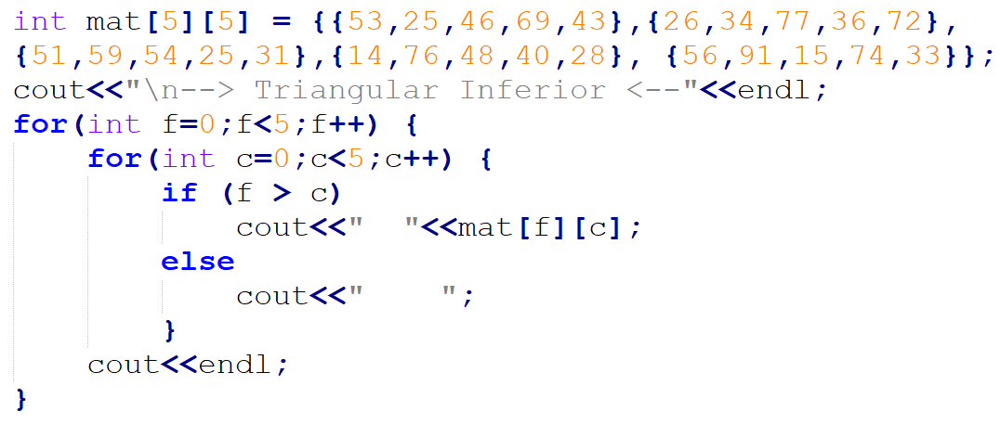 int mat[5][5] = {{53,25,46,69,43},{26,34,77,36,72},
{51,59,54,25,31},{14,76,48,40,28}, {56,91,15,74,33}};
cout<<"\n--> Triangular Inferior <--"<<endl;
for(int f=0;f<5;f++) {
    for(int c=0;c<5;c++) {
        if (f > c)
            cout<<"  "<<mat[f][c];
        else
            cout<<"    ";
        }
    cout<<endl;
}